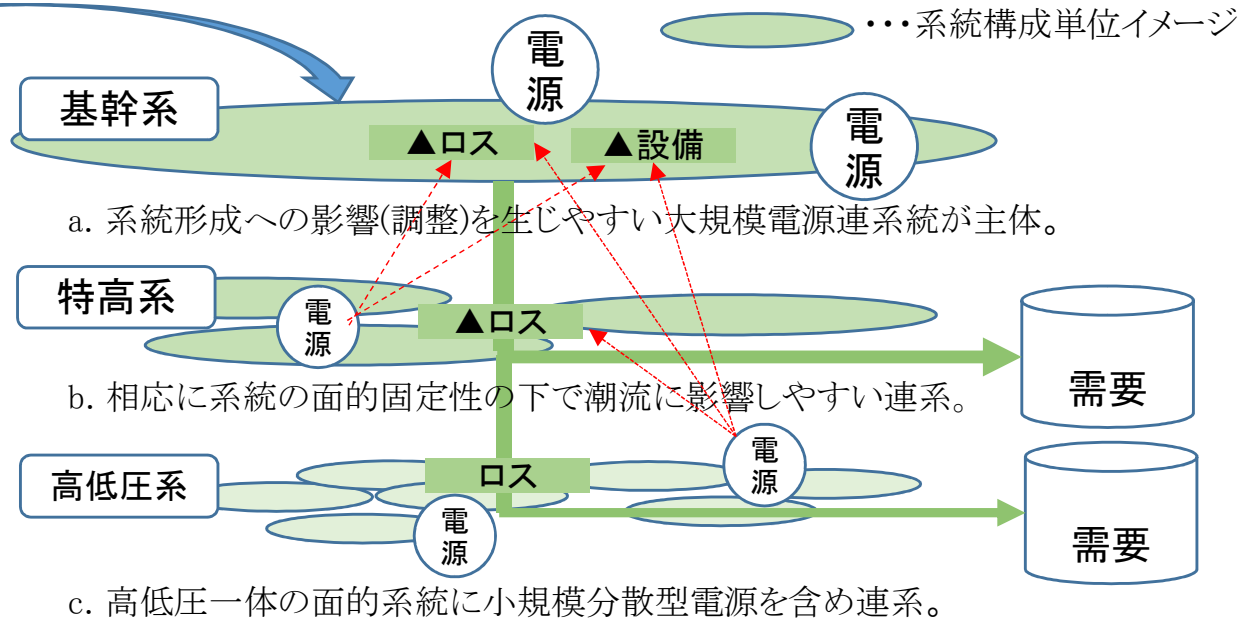 ・・・系統構成単位イメージ
電源
基幹系
電源
▲ロス
▲設備
a. 系統形成への影響(調整)を生じやすい大規模電源連系統が主体。
特高系
電源
▲ロス
需要
b. 相応に系統の面的固定性の下で潮流に影響しやすい連系。
電源
高低圧系
ロス
電源
需要
c. 高低圧一体の面的系統に小規模分散型電源を含め連系。